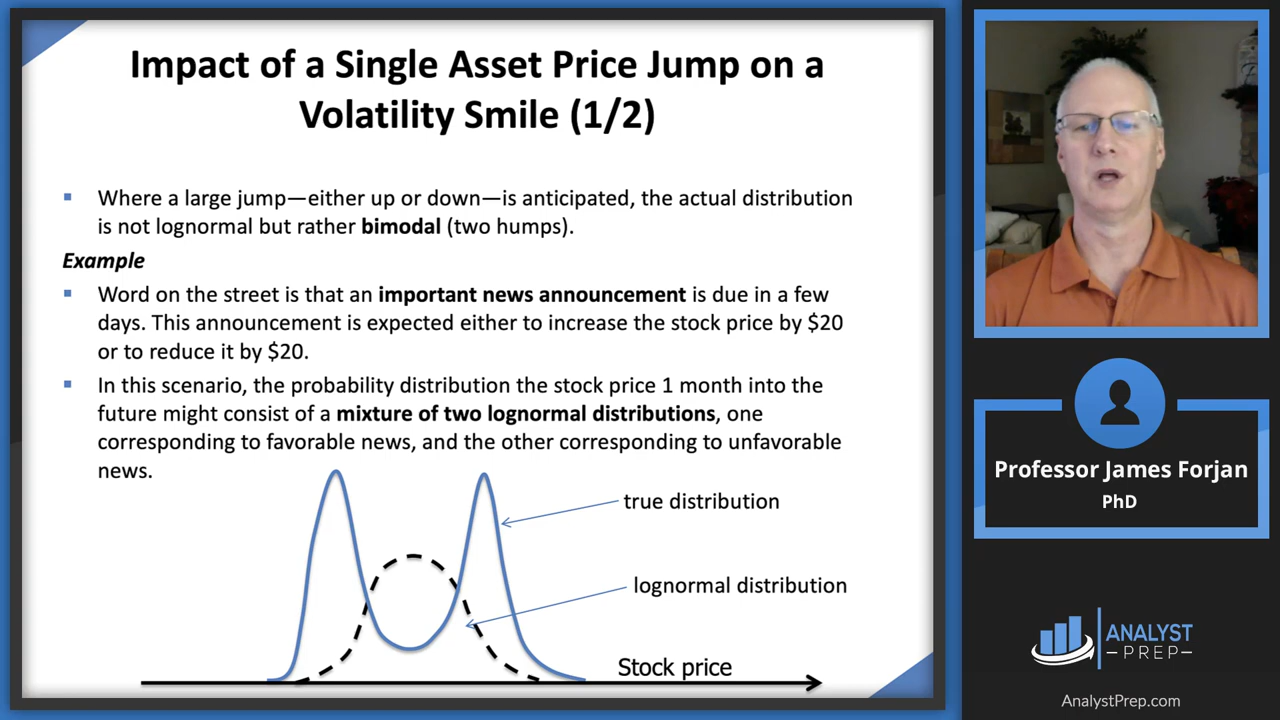 Impact of a Single Asset Price Jump on a
Volatility Smile (1/2)
▪ Where a large jump—either up or down—is anticipated, the actual distribution
is not lognormal but rather bimodal (two humps).
Example
▪ Word on the street is that an important news announcement is due in a few
days. This announcement is expected either to increase the stock price by $20
or to reduce it by $20.
▪ In this scenario, the probability distribution the stock price 1 month into the
future might consist of a mixture of two lognormal distributions, one
corresponding to favorable news, and the other corresponding to unfavorable
news.
true distribution
lognormal distribution
Stock price
Professor James Forjan
PhD
ANALYST
PREP
AnalystPrep.com